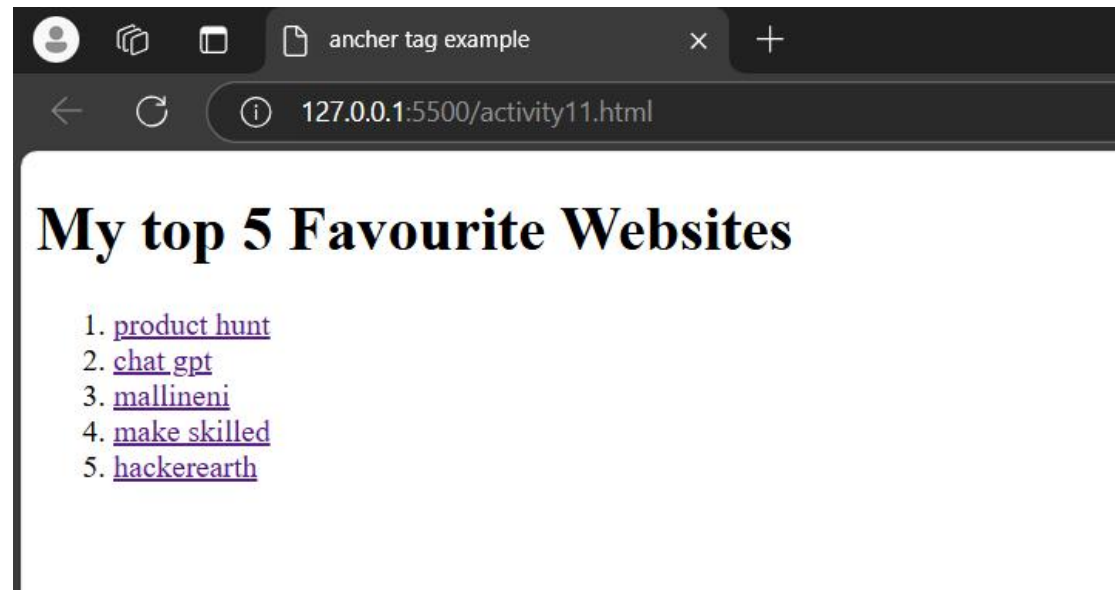 ancher tag example
127.0.0.1:5500/activity11.html
My top 5 Favourite Websites
1. product hunt
2. chat gpt
3. mallineni
4. make skilled
5. hackerearth